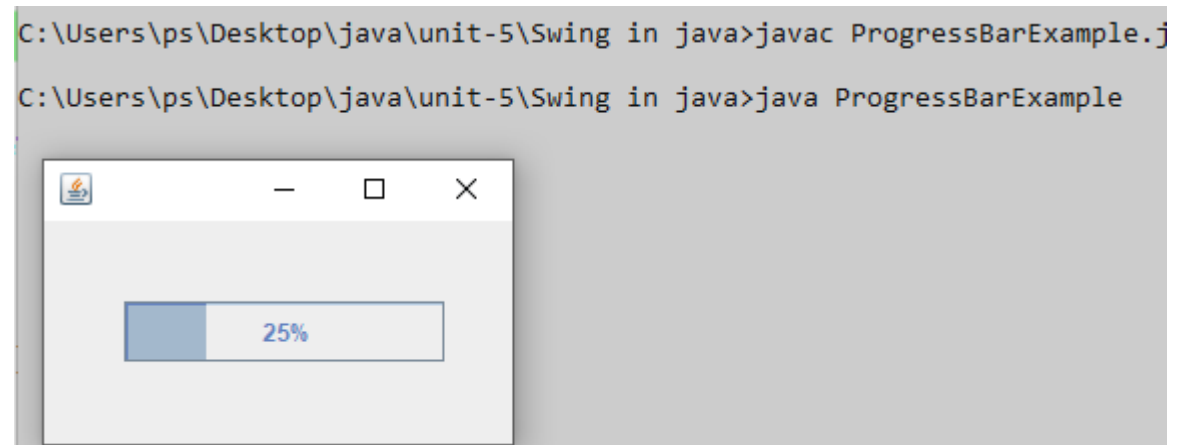 C:\Users\ps\Desktop\java\unit-5\Swing in java>javac ProgressBarExample.j
C:\Users\ps\Desktop\java\unit-5\Swing in java>java ProgressBarExample
25%